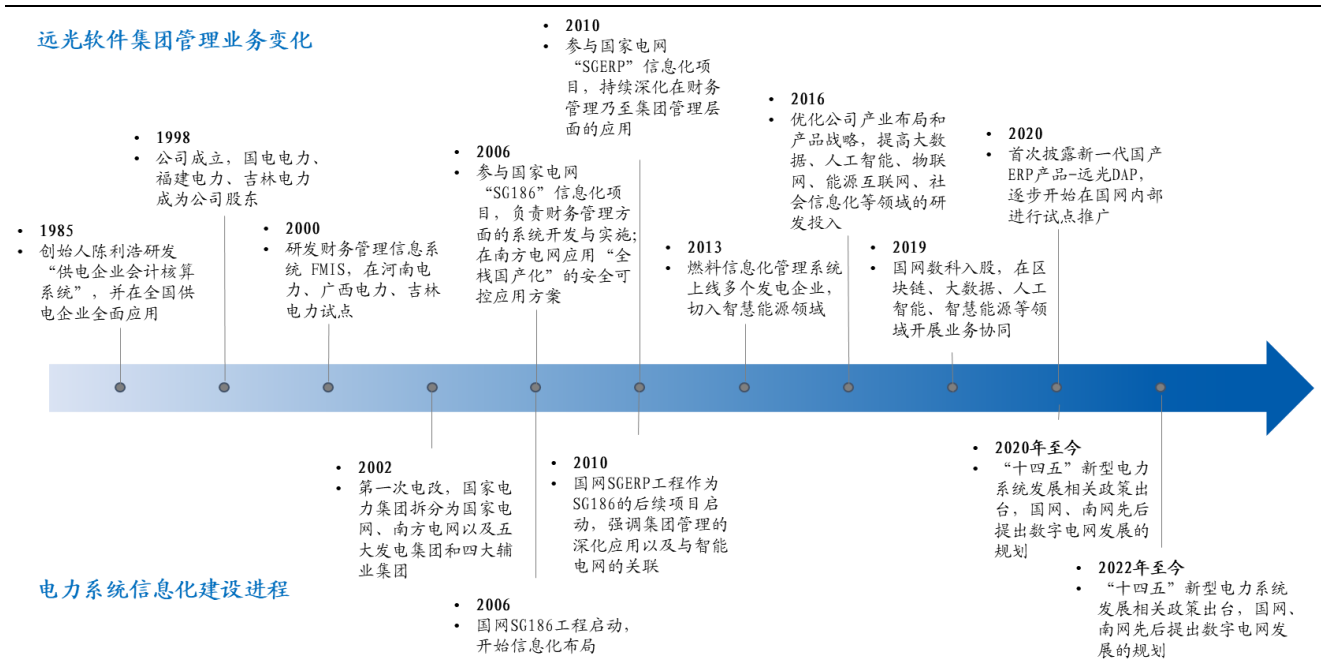 远光软件集团管理业务变化
• 1985
• 创始人陈利浩研发
“供电企业会计核算
系统”，并在全国供
电企业全面应用
• 1998
• 公司成立，国电电力、
福建电力、吉林电力
成为公司股东
• 2000
• 研发财务管理信息系
统 FMIS，在河南电
力、广西电力、吉林
电力试点
• 2006
• 参与国家电网
“SG186”信息化项
目，负责财务管理方
面的系统开发与实施；
在南方电网应用“全
栈国产化”的安全可
控应用方案
• 2010
• 参与国家电网
“SGERP”信息化项
目，持续深化在财务
管理乃至集团管理层
面的应用
• 2013
• 燃料信息化管理系统
上线多个发电企业，
切入智慧能源领域
• 2016
• 优化公司产业布局和
产品战略，提高大数
据、人工智能、物联
网、能源互联网、社
会信息化等领域的研
发投入
• 2019
• 国网数科入股，在区
块链、大数据、人工
智能、智慧能源等领
域开展业务协同
• 2020
• 首次披露新一代国产
ERP产品-远光DAP，
逐步开始在国网内部
进行试点推广
电力系统信息化建设进程
• 2002
• 第一次电改，国家电
力集团拆分为国家电
网、南方电网以及五
大发电集团和四大辅
业集团
• 2006
• 国网SG186工程启动，
开始信息化布局
• 2010
• 国网SGERP工程作为
SG186的后续项目启
动，强调集团管理的
深化应用以及与智能
电网的关联
• 2020年至今
• “十四五”新型电力
系统发展相关政策出
台，国网、南网先后
提出数字电网发展的
规划
• 2022年至今
• “十四五”新型电力系统
发展相关政策出台，国网、
南网先后提出数字电网发
展的规划